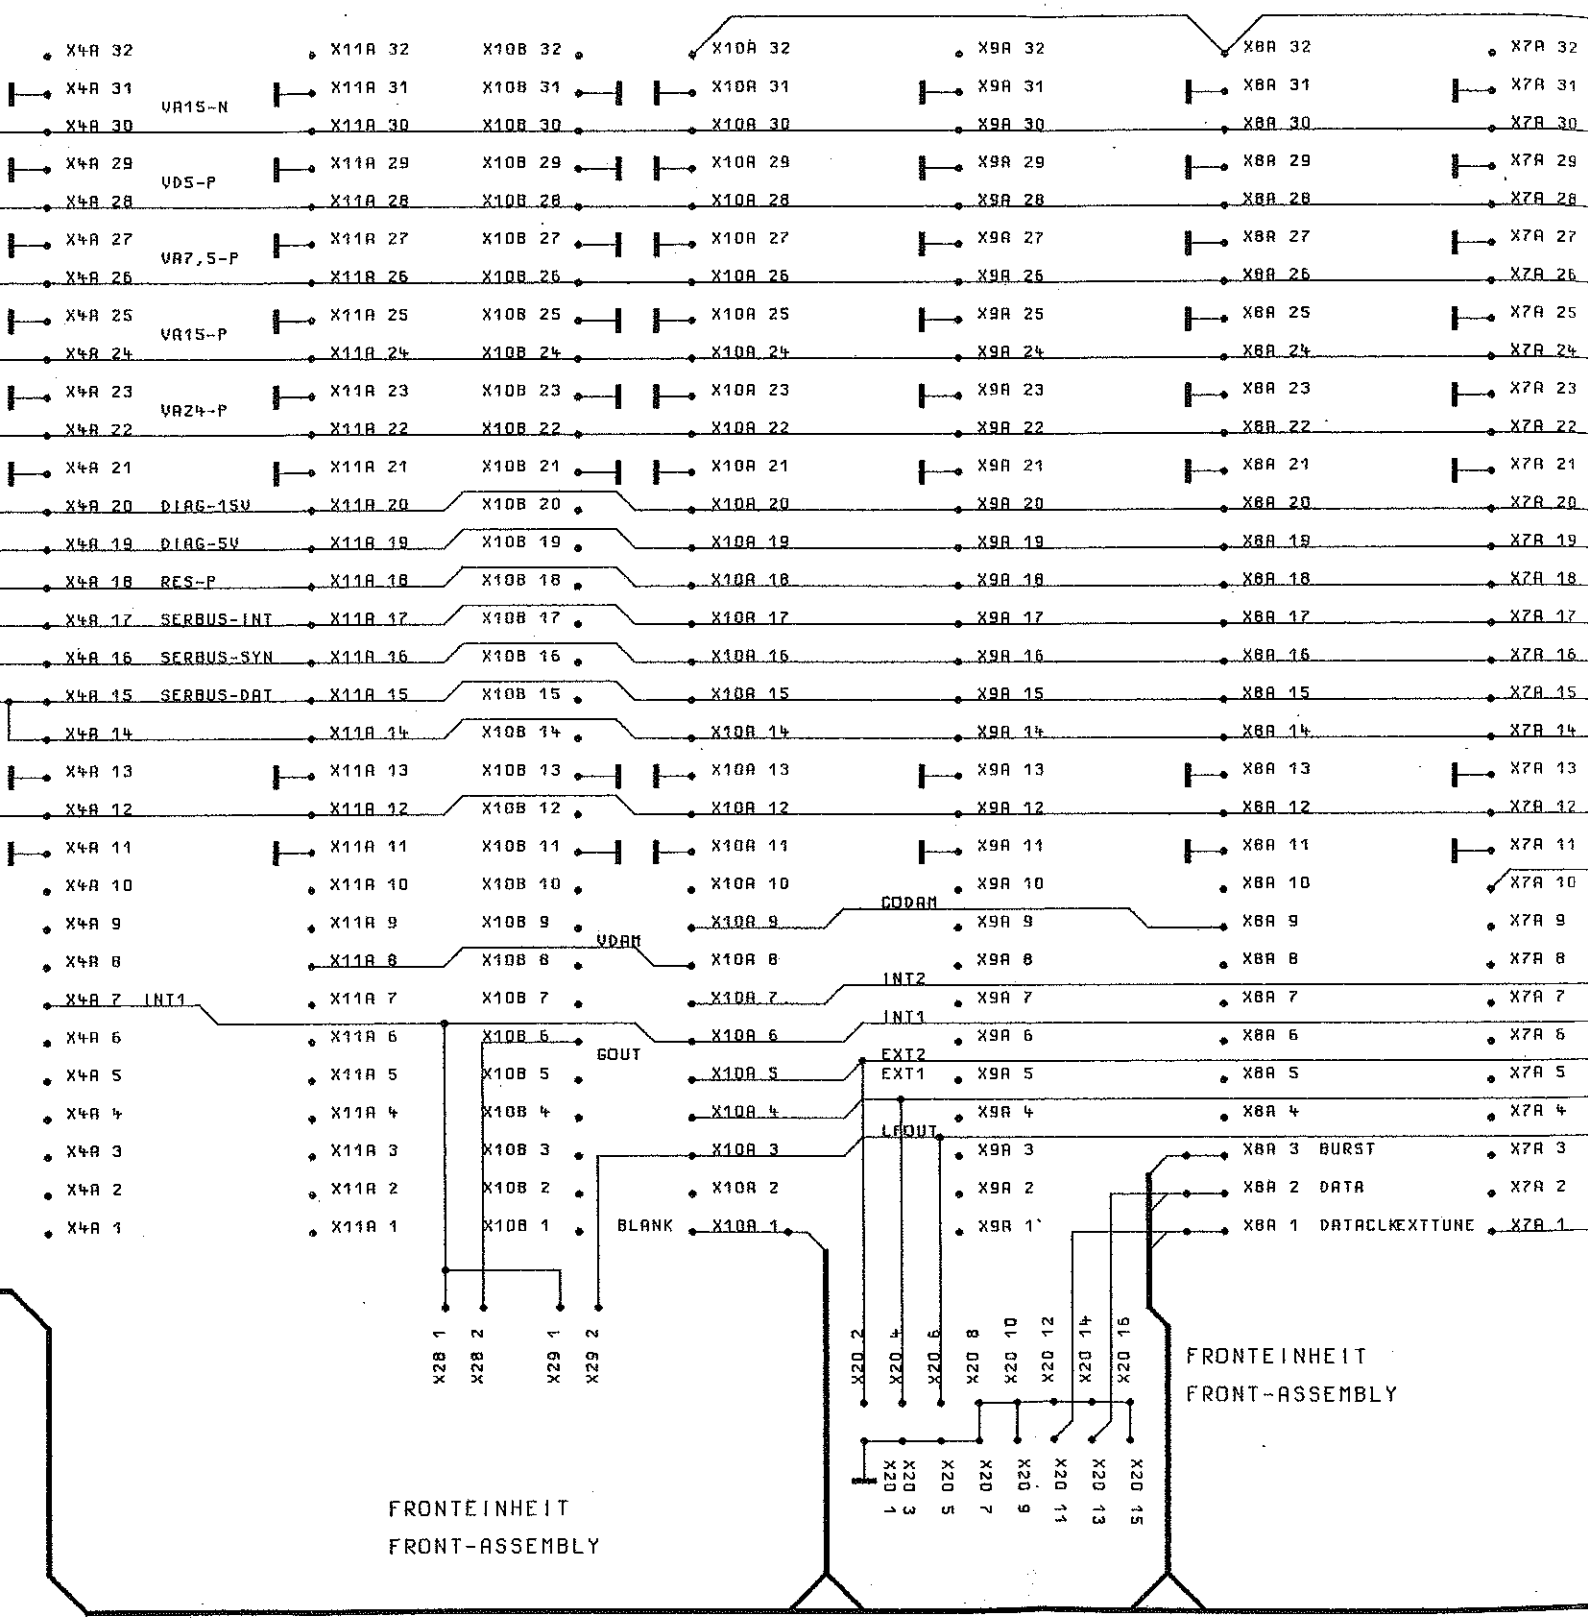 X4A 32 X11A 32 X10B 32 X10A 32 X9A 32 X8A 32 X7A 32
X4A 31 X11A 31 X10B 31 X10A 31 X9A 31 X8A 31 X7A 31
VA15-N
X4A 30 X11A 30 X10B 30 X10A 30 X9A 30 X8A 30 X7A 30
X4A 29 X11A 29 X10B 29 X10A 29 X9A 29 X8A 29 X7A 29
VD5-P
X4A 28 X11A 28 X10B 28 X10A 28 X9A 28 X8A 28 X7A 28
X4A 27 X11A 27 X10B 27 X10A 27 X9A 27 X8A 27 X7A 27
VA7,5-P
X4A 26 X11A 26 X10B 26 X10A 26 X9A 26 X8A 26 X7A 26
X4A 25 X11A 25 X10B 25 X10A 25 X9A 25 X8A 25 X7A 25
VA15-P
X4A 24 X11A 24 X10B 24 X10A 24 X9A 24 X8A 24 X7A 24
X4A 23 X11A 23 X10B 23 X10A 23 X9A 23 X8A 23 X7A 23
VA24-P
X4A 22 X11A 22 X10B 22 X10A 22 X9A 22 X8A 22 X7A 22
X4A 21 X11A 21 X10B 21 X10A 21 X9A 21 X8A 21 X7A 21
X4A 20 DIAG-15V X11A 20 X10B 20 X10A 20 X9A 20 X8A 20 X7A 20
X4A 19 DIAG-5V X11A 19 X10B 19 X10A 19 X9A 19 X8A 19 X7A 19
X4A 18 RES-P X11A 18 X10B 18 X10A 18 X9A 18 X8A 18 X7A 18
X4A 17 SERBUS-INT X11A 17 X10B 17 X10A 17 X9A 17 X8A 17 X7A 17
X4A 16 SERBUS-SYN X11A 16 X10B 16 X10A 16 X9A 16 X8A 16 X7A 16
X4A 15 SERBUS-DAT X11A 15 X10B 15 X10A 15 X9A 15 X8A 15 X7A 15
X4A 14 X11A 14 X10B 14 X10A 14 X9A 14 X8A 14 X7A 14
X4A 13 X11A 13 X10B 13 X10A 13 X9A 13 X8A 13 X7A 13
X4A 12 X11A 12 X10B 12 X10A 12 X9A 12 X8A 12 X7A 12
X4A 11 X11A 11 X10B 11 X10A 11 X9A 11 X8A 11 X7A 11
X4A 10 X11A 10 X10B 10 X10A 10 X9A 10 X8A 10 X7A 10
CODAM
X4A 9 X11A 9 X10B 9 X10A 9 X9A 9 X8A 9 X7A 9
VDAM
X4A 8 X11A 8 X10B 8 X10A 8 X9A 8 X8A 8 X7A 8
INT2
X4A 7 INT1 X11A 7 X10B 7 X10A 7 X9A 7 X8A 7 X7A 7
INT1
X4A 6 X11A 6 X10B 6 X10A 6 X9A 6 X8A 6 X7A 6
GOUT EXT2
X4A 5 X11A 5 X10B 5 X10A 5 EXT1 X9A 5 X8A 5 X7A 5
X4A 4 X11A 4 X10B 4 X10A 4 X9A 4 X8A 4 X7A 4
LFOUT
X4A 3 X11A 3 X10B 3 X10A 3 X9A 3 X8A 3 BURST X7A 3
X4A 2 X11A 2 X10B 2 X10A 2 X9A 2 X8A 2 DATA X7A 2
X4A 1 X11A 1 X10B 1 BLANK X10A 1 X9A 1 X8A 1 DATACLKEXTTUNE X7A 1
X28 1 X28 2 X29 1 X29 2 X20 2 X20 4 X20 6 X20 8 X20 10 X20 12 X20 14 X20 16
FRONTEINHEIT
FRONT-ASSEMBLY
X20 1 X20 3 X20 5 X20 7 X20 9 X20 11 X20 13 X20 15
FRONTEINHEIT
FRONT-ASSEMBLY